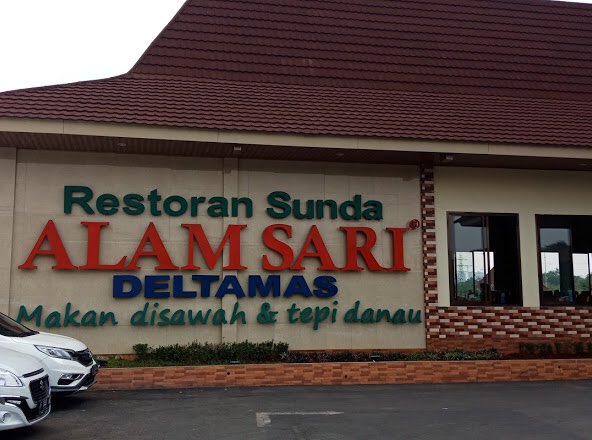 Restoran Sunda
ALAM SARI®
DELTAMAS
Makan disawah & tepi danau